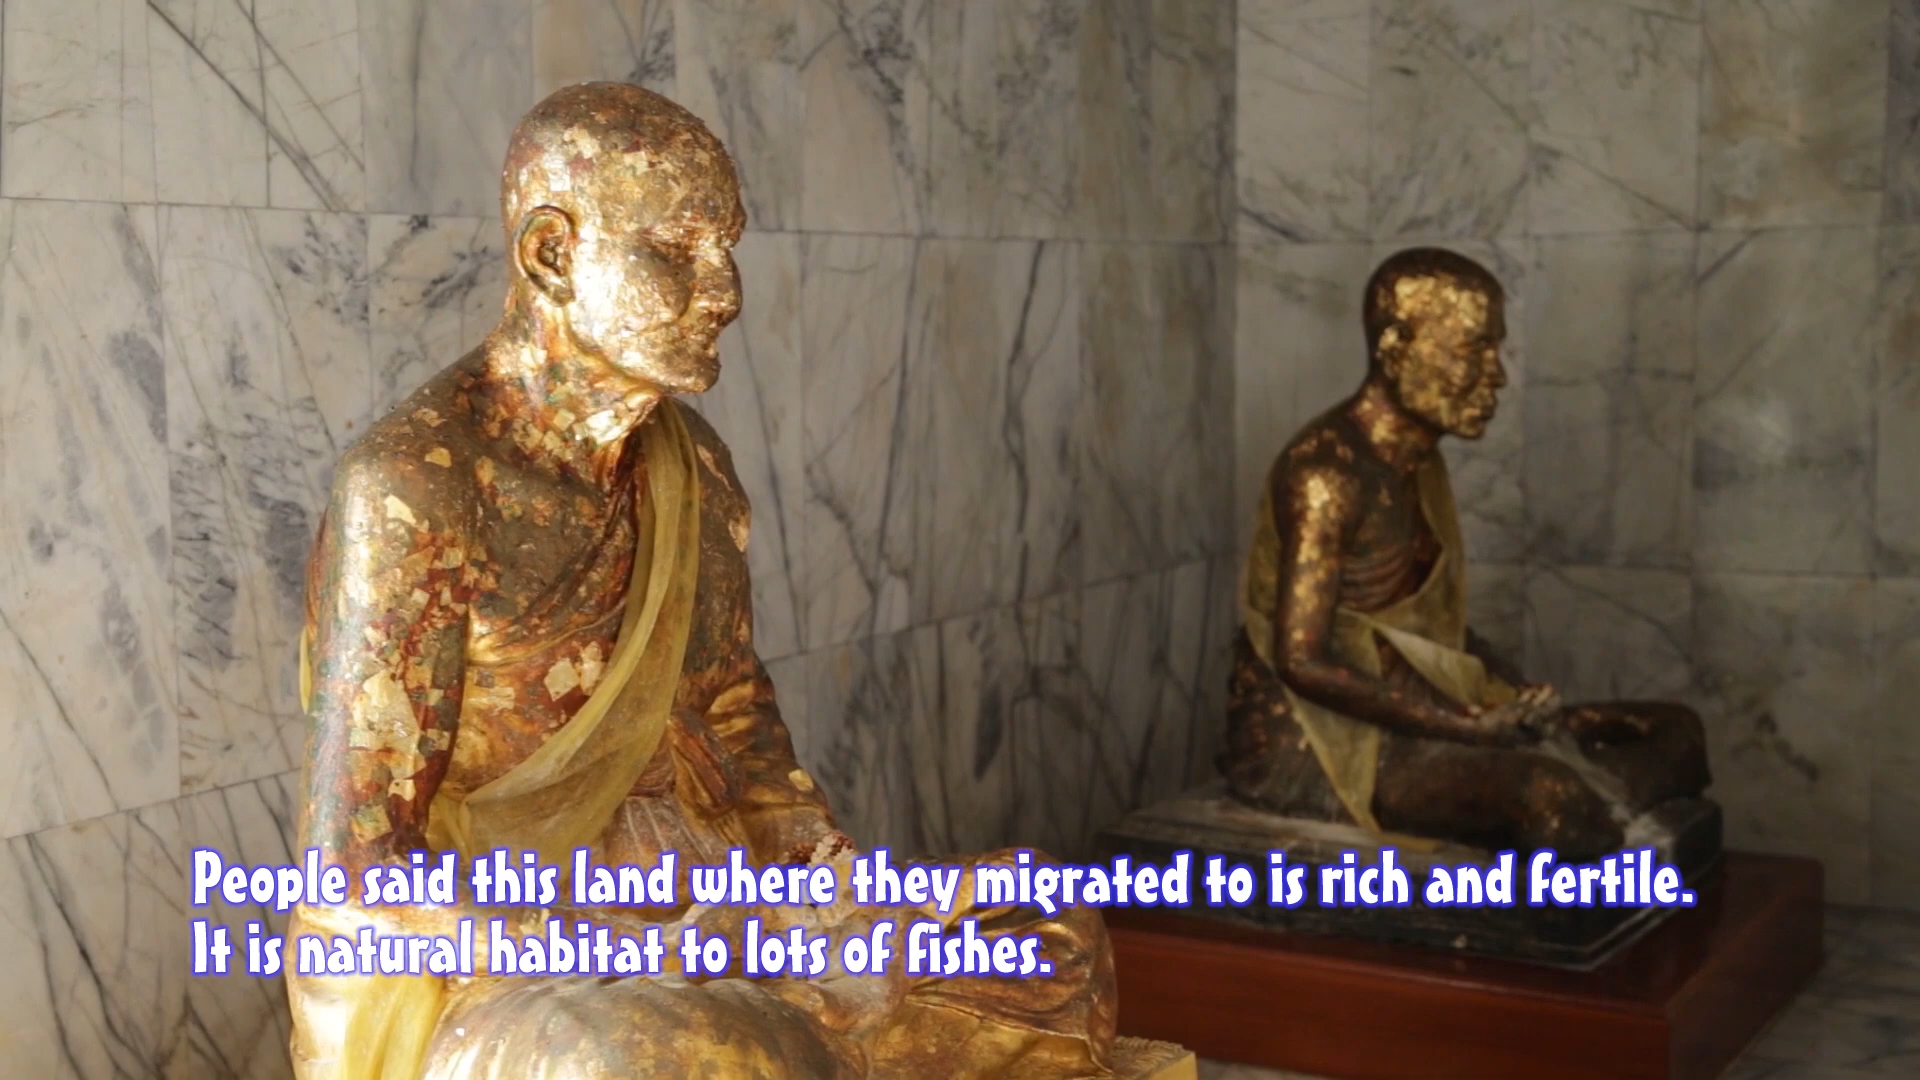 People said this land where they migrated to is rich and fertile.
It is natural habitat to lots of fishes.